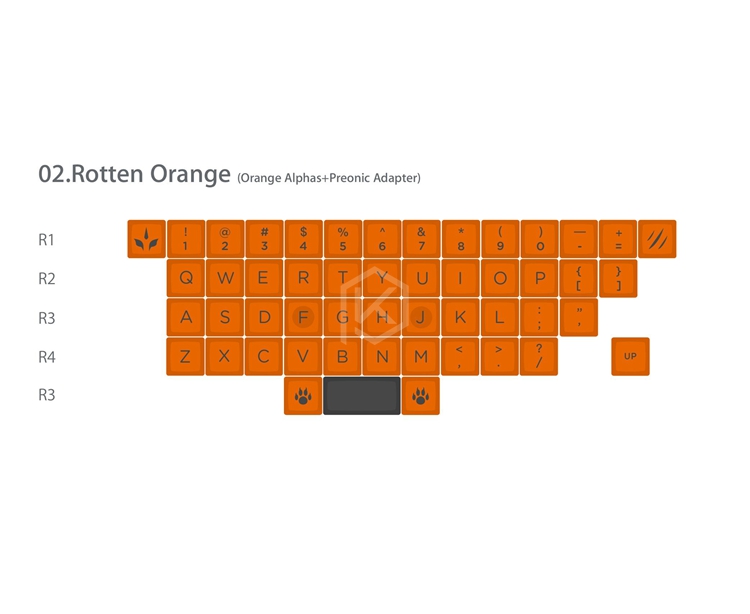 02.Rotten Orange (Orange Alphas+Preonic Adapter)
R1 ! 1 @ 2 # 3 $ 4 % 5 ^ 6 & 7 * 8 ( 9 ) 0 — - + =
R2 Q W E R T Y U I O P { [ } ]
R3 A S D F G H J K L : ; " '
R4 Z X C V B N M < , > . ? / UP
R3